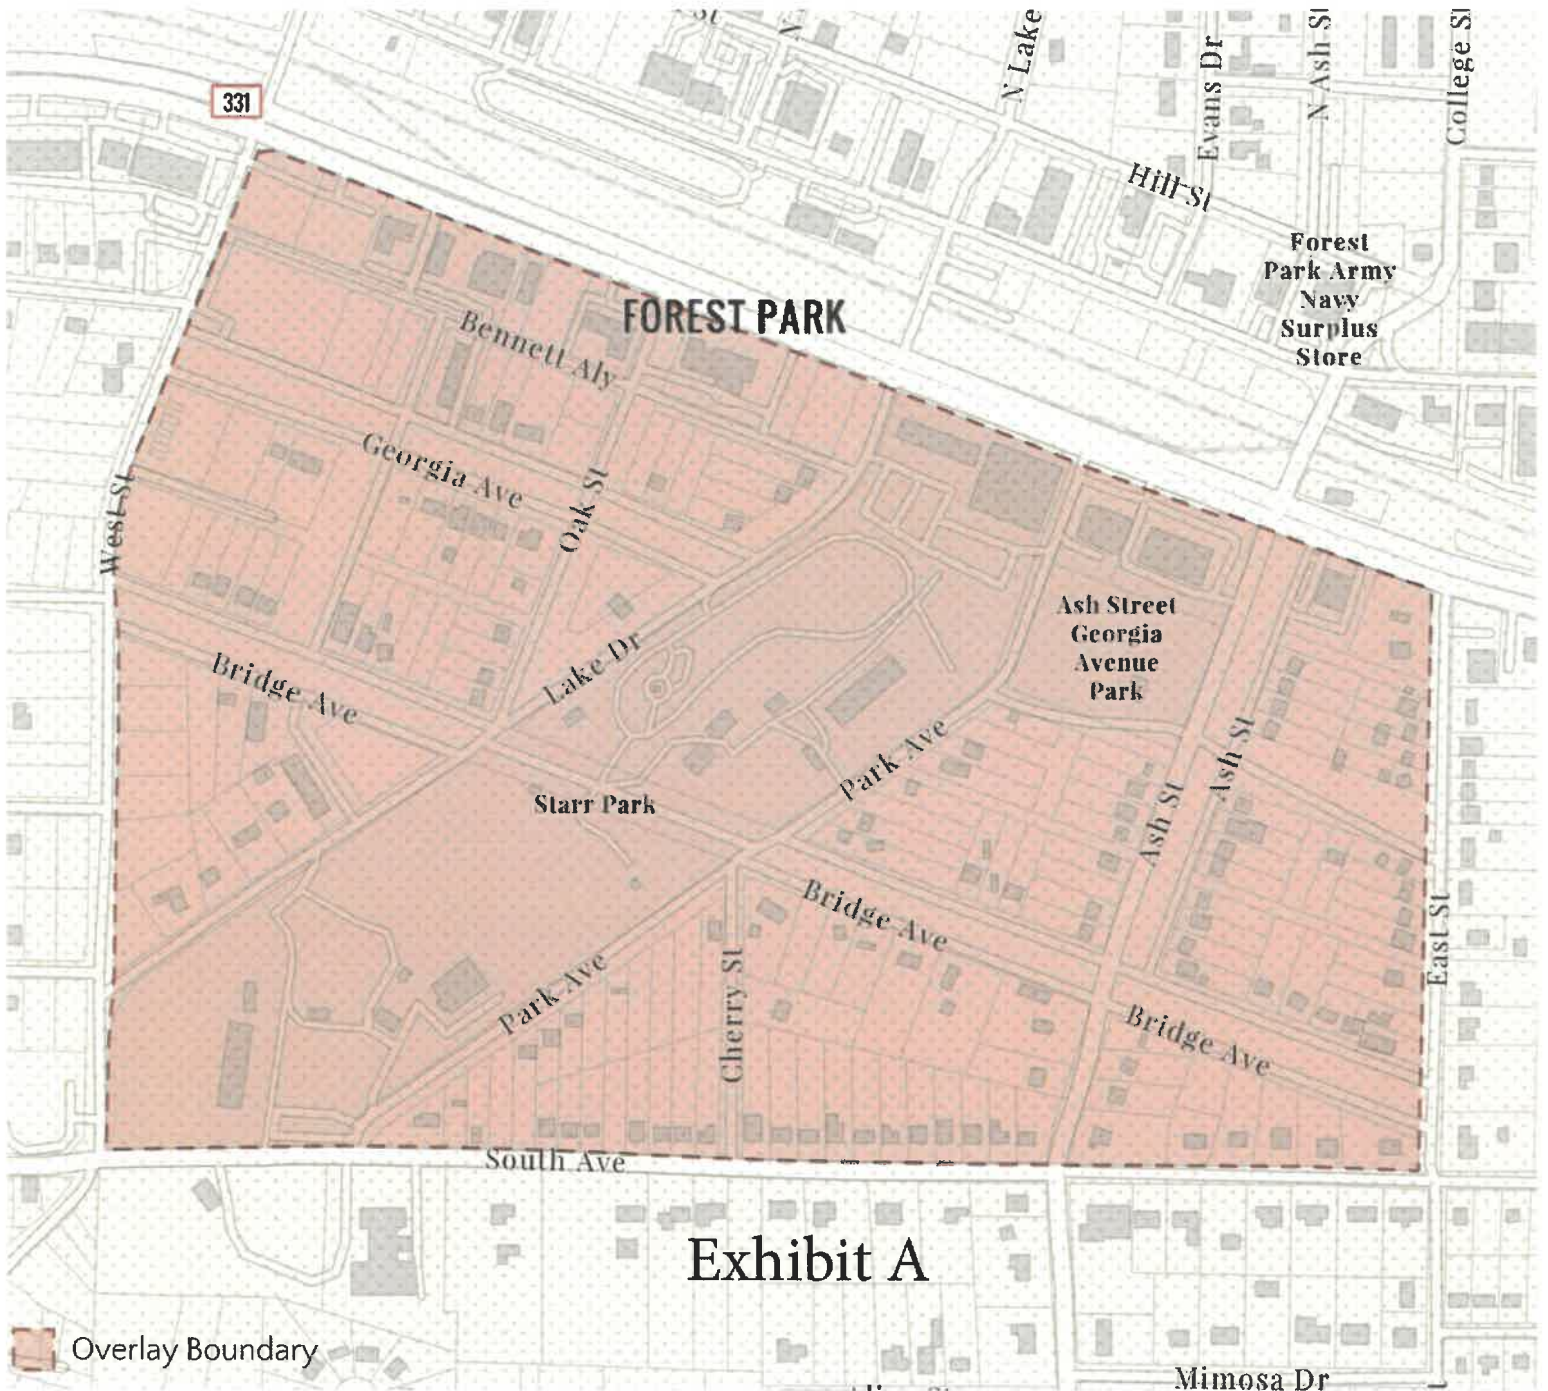 N Lake
Evans Dr
N Ash St
College St
331
Hill St
Forest
Park Army
Navy
Surplus
Store
FOREST PARK
Bennett Aly
Georgia Ave
Oak St
West St
Ash Street
Georgia
Avenue
Park
Lake Dr
Bridge Ave
Park Ave
Ash St
Ash St
Starr Park
Bridge Ave
East St
Park Ave
Cherry St
Bridge Ave
South Ave
Exhibit A
Overlay Boundary
Mimosa Dr